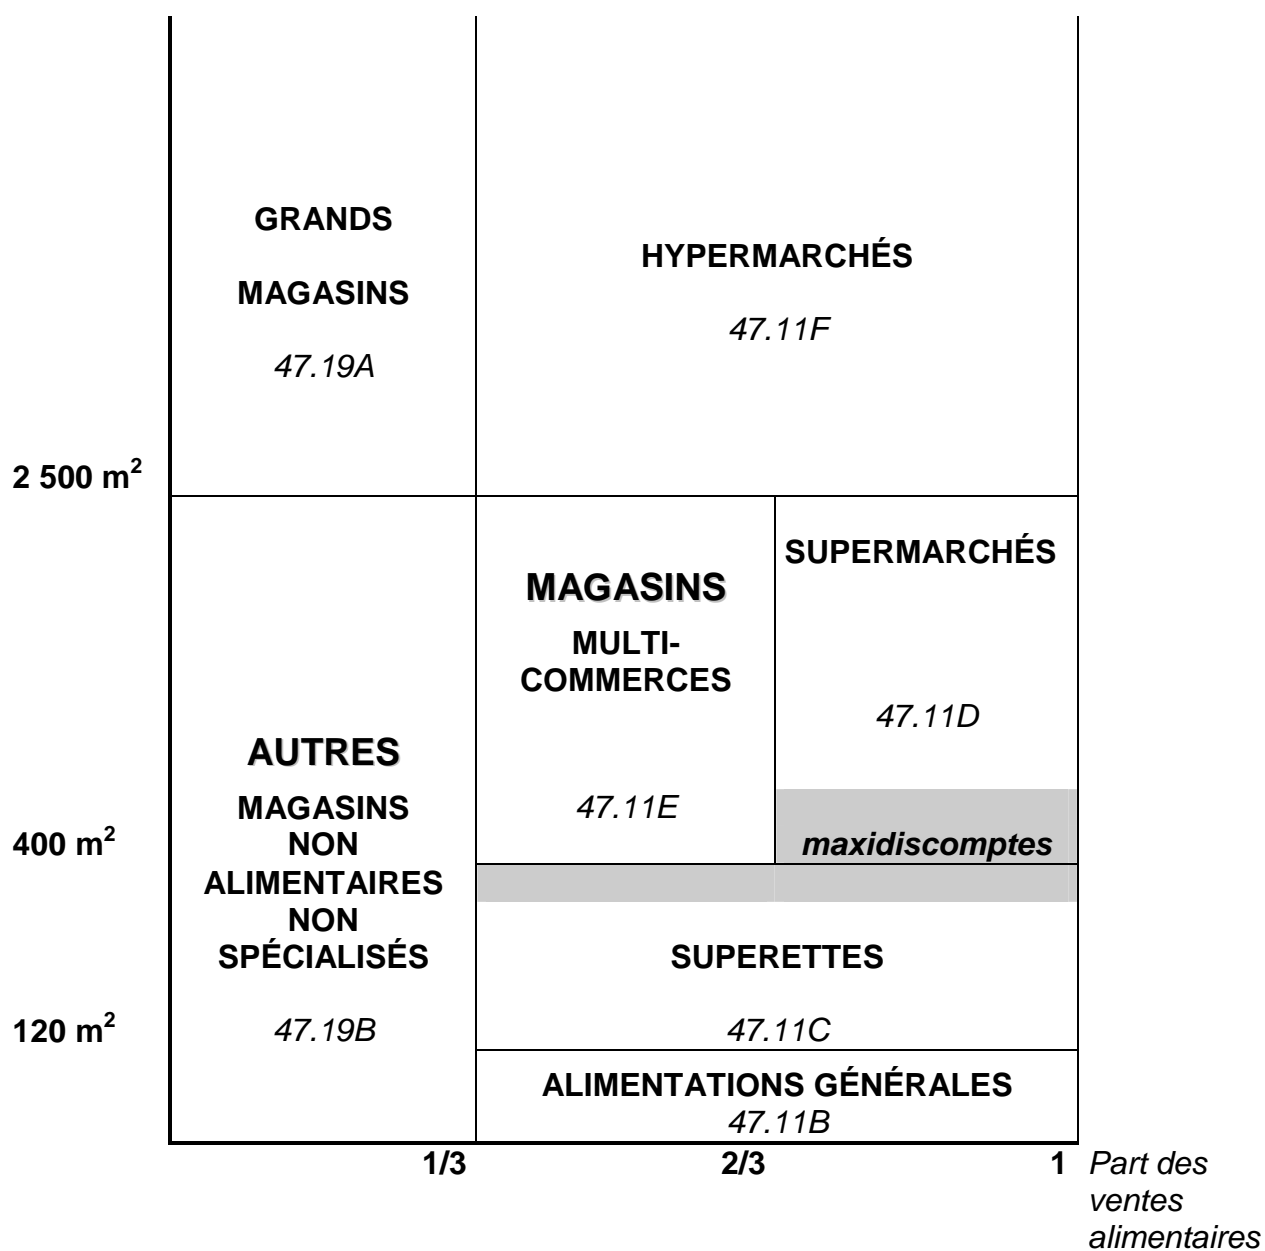 GRANDS
MAGASINS
47.19A
HYPERMARCHÉS
47.11F
2 500 m²
SUPERMARCHÉS
47.11D
MAGASINS
MULTI-
COMMERCES
47.11E
AUTRES
MAGASINS
NON
ALIMENTAIRES
NON
SPÉCIALISÉS
47.19B
400 m²
maxidiscomptes
SUPERETTES
47.11C
120 m²
ALIMENTATIONS GÉNÉRALES
47.11B
1/3
2/3
1
Part des
ventes
alimentaires